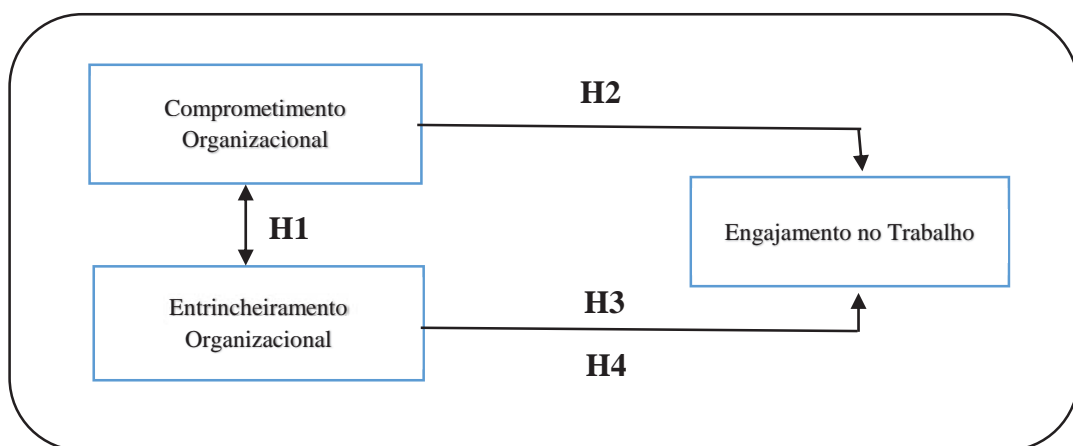 H2
Comprometimento
Organizacional
Engajamento no Trabalho
H1
Entrincheiramento
Organizacional
H3
H4